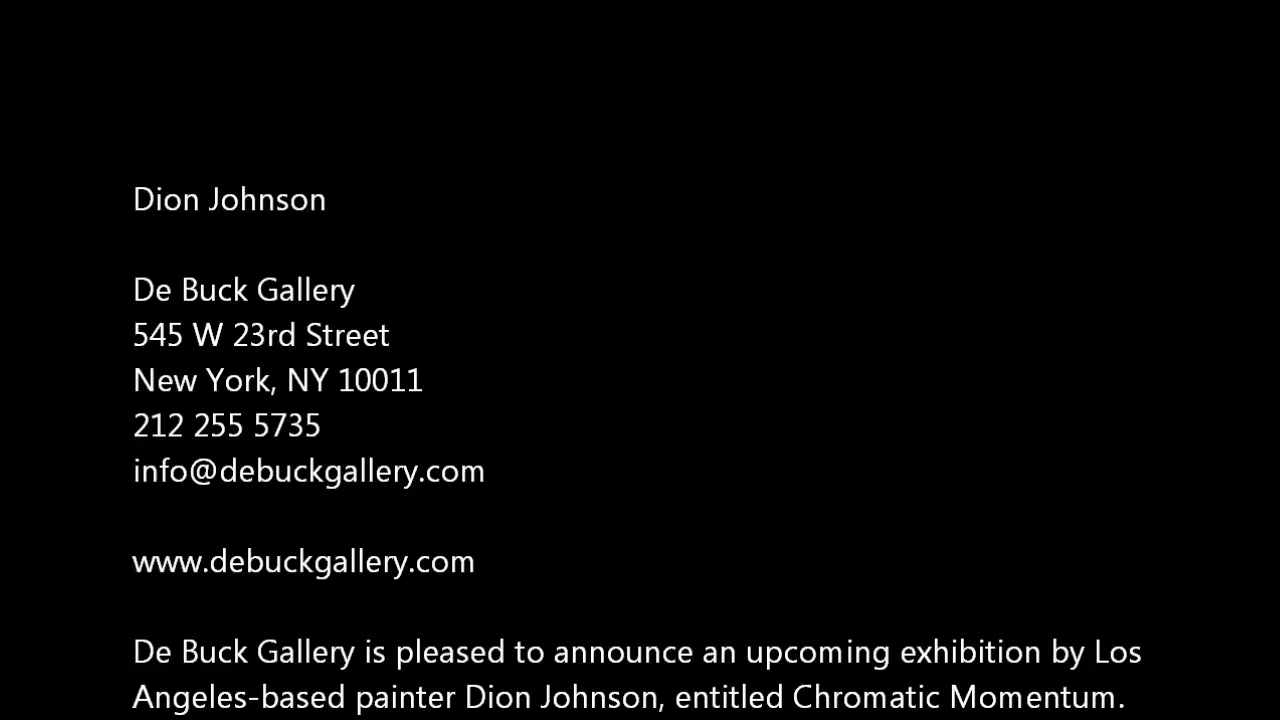 Dion Johnson
De Buck Gallery
545 W 23rd Street
New York, NY 10011
212 255 5735
info@debuckgallery.com
www.debuckgallery.com
De Buck Gallery is pleased to announce an upcoming exhibition by Los
Angeles-based painter Dion Johnson, entitled Chromatic Momentum.